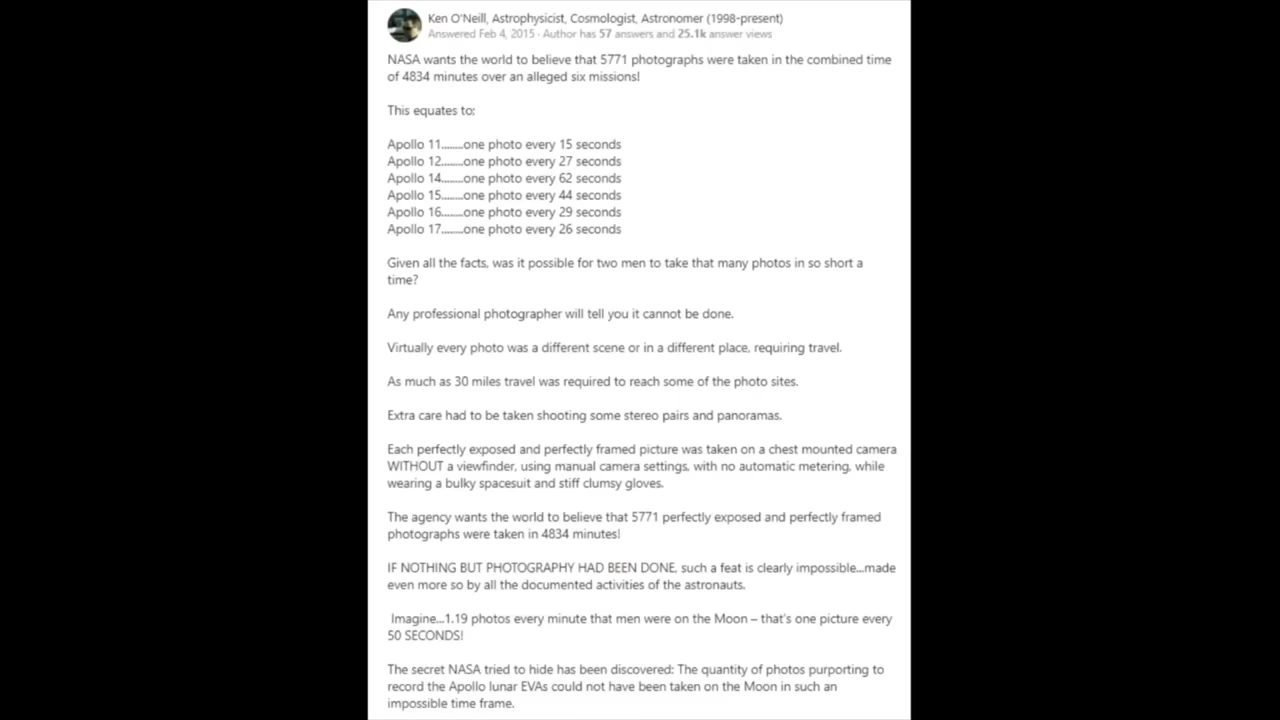 Ken O'Neill, Astrophysicist, Cosmologist, Astronomer (1998-present)
Answered Feb 4, 2015 · Author has 57 answers and 25.1k answer views
NASA wants the world to believe that 5771 photographs were taken in the combined time
of 4834 minutes over an alleged six missions!
This equates to:
Apollo 11........one photo every 15 seconds
Apollo 12........one photo every 27 seconds
Apollo 14........one photo every 62 seconds
Apollo 15........one photo every 44 seconds
Apollo 16........one photo every 29 seconds
Apollo 17........one photo every 26 seconds
Given all the facts, was it possible for two men to take that many photos in so short a
time?
Any professional photographer will tell you it cannot be done.
Virtually every photo was a different scene or in a different place, requiring travel.
As much as 30 miles travel was required to reach some of the photo sites.
Extra care had to be taken shooting some stereo pairs and panoramas.
Each perfectly exposed and perfectly framed picture was taken on a chest mounted camera
WITHOUT a viewfinder, using manual camera settings, with no automatic metering, while
wearing a bulky spacesuit and stiff clumsy gloves.
The agency wants the world to believe that 5771 perfectly exposed and perfectly framed
photographs were taken in 4834 minutes!
IF NOTHING BUT PHOTOGRAPHY HAD BEEN DONE, such a feat is clearly impossible...made
even more so by all the documented activities of the astronauts.
Imagine...1.19 photos every minute that men were on the Moon – that's one picture every
50 SECONDS!
The secret NASA tried to hide has been discovered: The quantity of photos purporting to
record the Apollo lunar EVAs could not have been taken on the Moon in such an
impossible time frame.